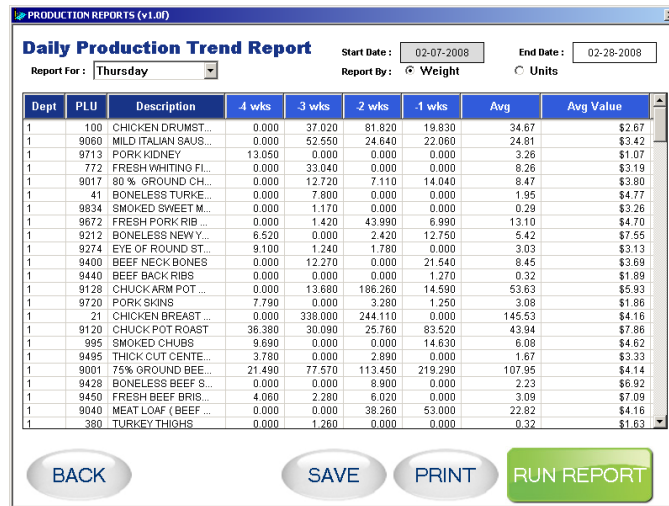 PRODUCTION REPORTS (v1.0f)
Daily Production Trend Report
Start Date : 02-07-2008 End Date : 02-28-2008
Report For : Thursday Report By : Weight Units
Dept PLU Description -4 wks -3 wks -2 wks -1 wks Avg Avg Value
1 100 CHICKEN DRUMST... 0.000 37.020 81.820 19.830 34.67 $2.67
1 9060 MILD ITALIAN SAUS... 0.000 52.550 24.640 22.060 24.81 $3.42
1 9713 PORK KIDNEY 13.050 0.000 0.000 0.000 3.26 $1.07
1 772 FRESH WHITING FI... 0.000 33.040 0.000 0.000 8.26 $3.19
1 9017 80 % GROUND CH... 0.000 12.720 7.110 14.040 8.47 $3.80
1 41 BONELESS TURKE... 0.000 7.800 0.000 0.000 1.95 $4.77
1 9834 SMOKED SWEET M... 0.000 1.170 0.000 0.000 0.29 $3.26
1 9672 FRESH PORK RIB ... 0.000 1.420 43.990 6.990 13.10 $4.70
1 9212 BONELESS NEW Y... 6.520 0.000 2.420 12.750 5.42 $7.55
1 9274 EYE OF ROUND ST... 9.100 1.240 1.780 0.000 3.03 $3.13
1 9400 BEEF NECK BONES 0.000 12.270 0.000 21.540 8.45 $3.69
1 9440 BEEF BACK RIBS 0.000 0.000 0.000 1.270 0.32 $1.89
1 9128 CHUCK ARM POT ... 0.000 13.680 186.260 14.590 53.63 $5.93
1 9720 PORK SKINS 7.790 0.000 3.280 1.250 3.08 $1.86
1 21 CHICKEN BREAST ... 0.000 338.000 244.110 0.000 145.53 $4.16
1 9120 CHUCK POT ROAST 36.380 30.090 25.760 83.520 43.94 $7.86
1 995 SMOKED CHUBS 9.690 0.000 0.000 14.630 6.08 $4.62
1 9495 THICK CUT CENTE... 3.780 0.000 2.890 0.000 1.67 $3.33
1 9001 75% GROUND BEE... 21.490 77.570 113.450 219.290 107.95 $4.14
1 9428 BONELESS BEEF S... 0.000 0.000 8.900 0.000 2.23 $6.92
1 9450 FRESH BEEF BRIS... 4.060 2.280 6.020 0.000 3.09 $7.09
1 9040 MEAT LOAF ( BEEF ... 0.000 0.000 38.260 53.000 22.82 $4.16
1 380 TURKEY THIGHS 0.000 1.260 0.000 0.000 0.32 $1.63
BACK SAVE PRINT RUN REPORT